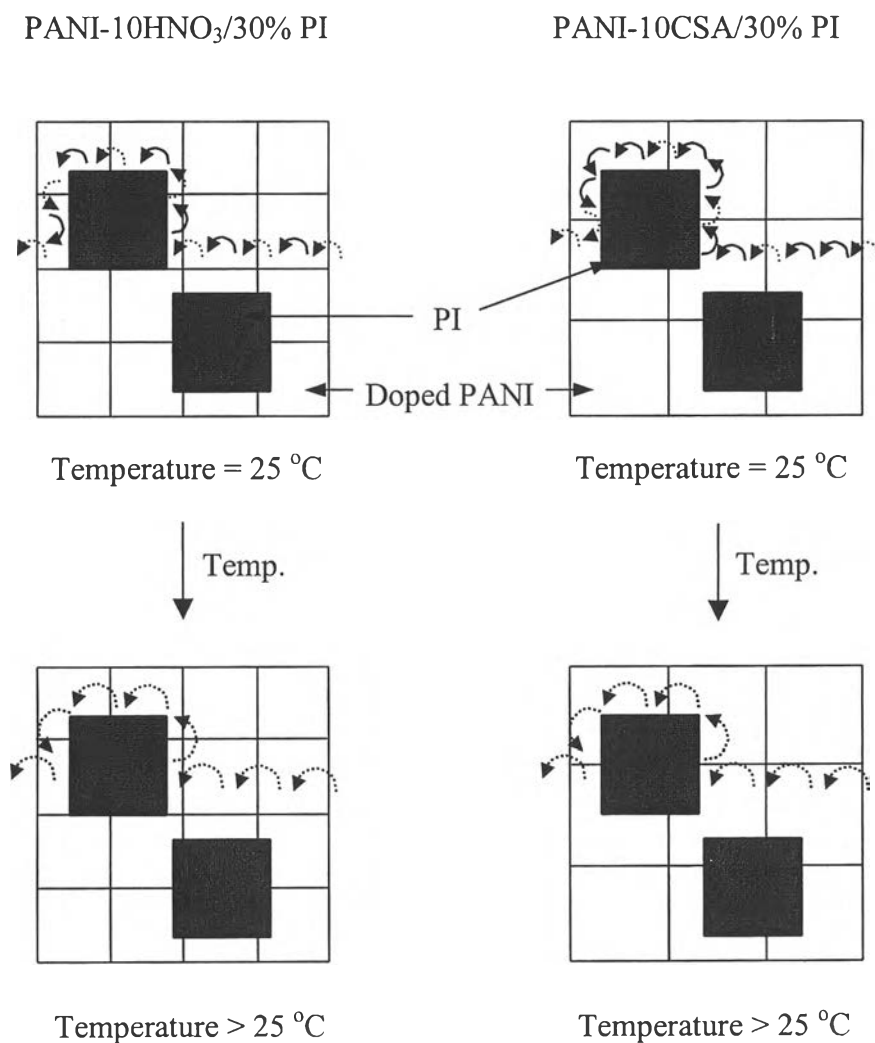 PANI-10HNO₃/30% PI
PANI-10CSA/30% PI
PI
Doped PANI
Temperature = 25 °C
Temperature = 25 °C
Temp.
Temp.
Temperature > 25 °C
Temperature > 25 °C